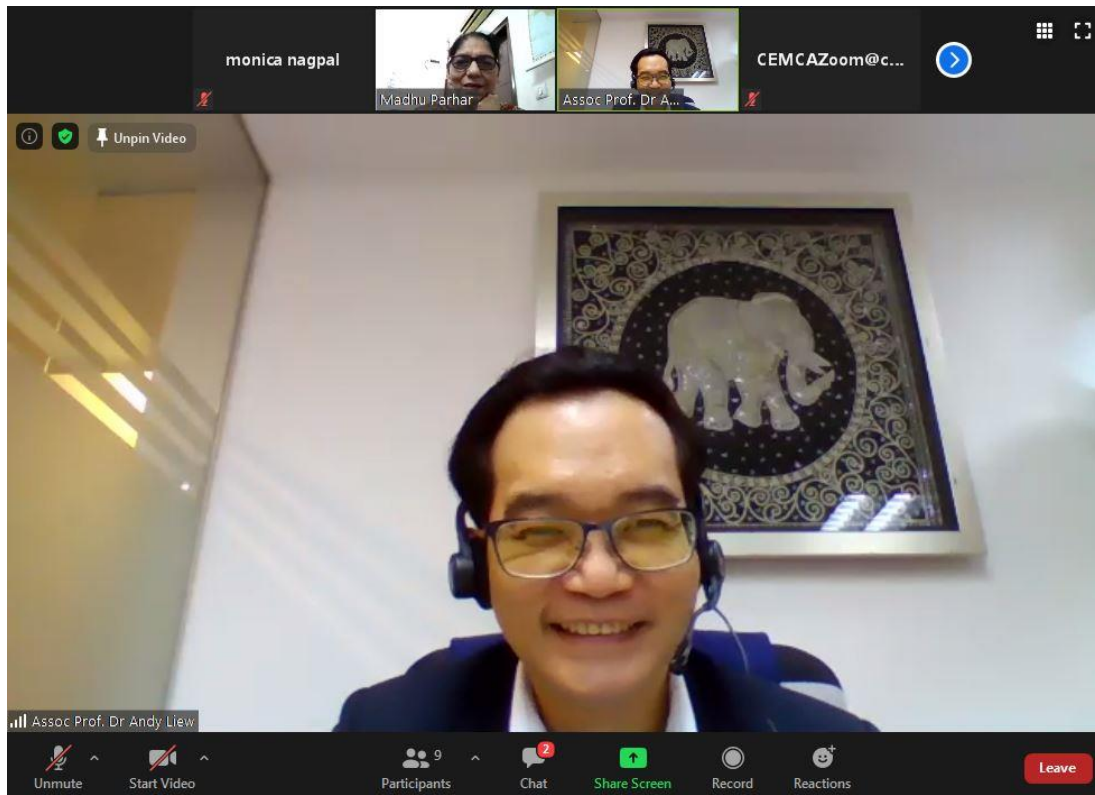 monica nagpal
Madhu Parhar
Assoc Prof. Dr A...
CEMCAZoom@c...
Unpin Video
Assoc Prof. Dr Andy Liew
Unmute
Start Video
Participants
9
Chat
2
Share Screen
Record
Reactions
Leave